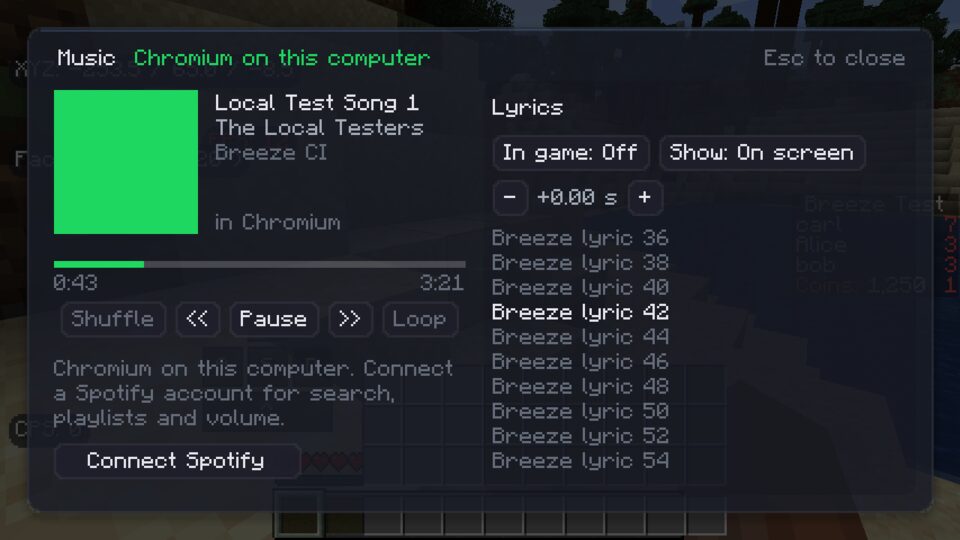 Music Chromium on this computer
Esc to close
Local Test Song 1
The Local Testers
Breeze CI
in Chromium
0:43
3:21
Shuffle << Pause >> Loop
Chromium on this computer. Connect
a Spotify account for search,
playlists and volume.
Connect Spotify
Lyrics
In game: Off Show: On screen
- +0.00 s +
Breeze lyric 36
Breeze lyric 38
Breeze lyric 40
Breeze lyric 42
Breeze lyric 44
Breeze lyric 46
Breeze lyric 48
Breeze lyric 50
Breeze lyric 52
Breeze lyric 54
Breeze Test
carl
Alice 3
bob 3
Coins: 1,250 1